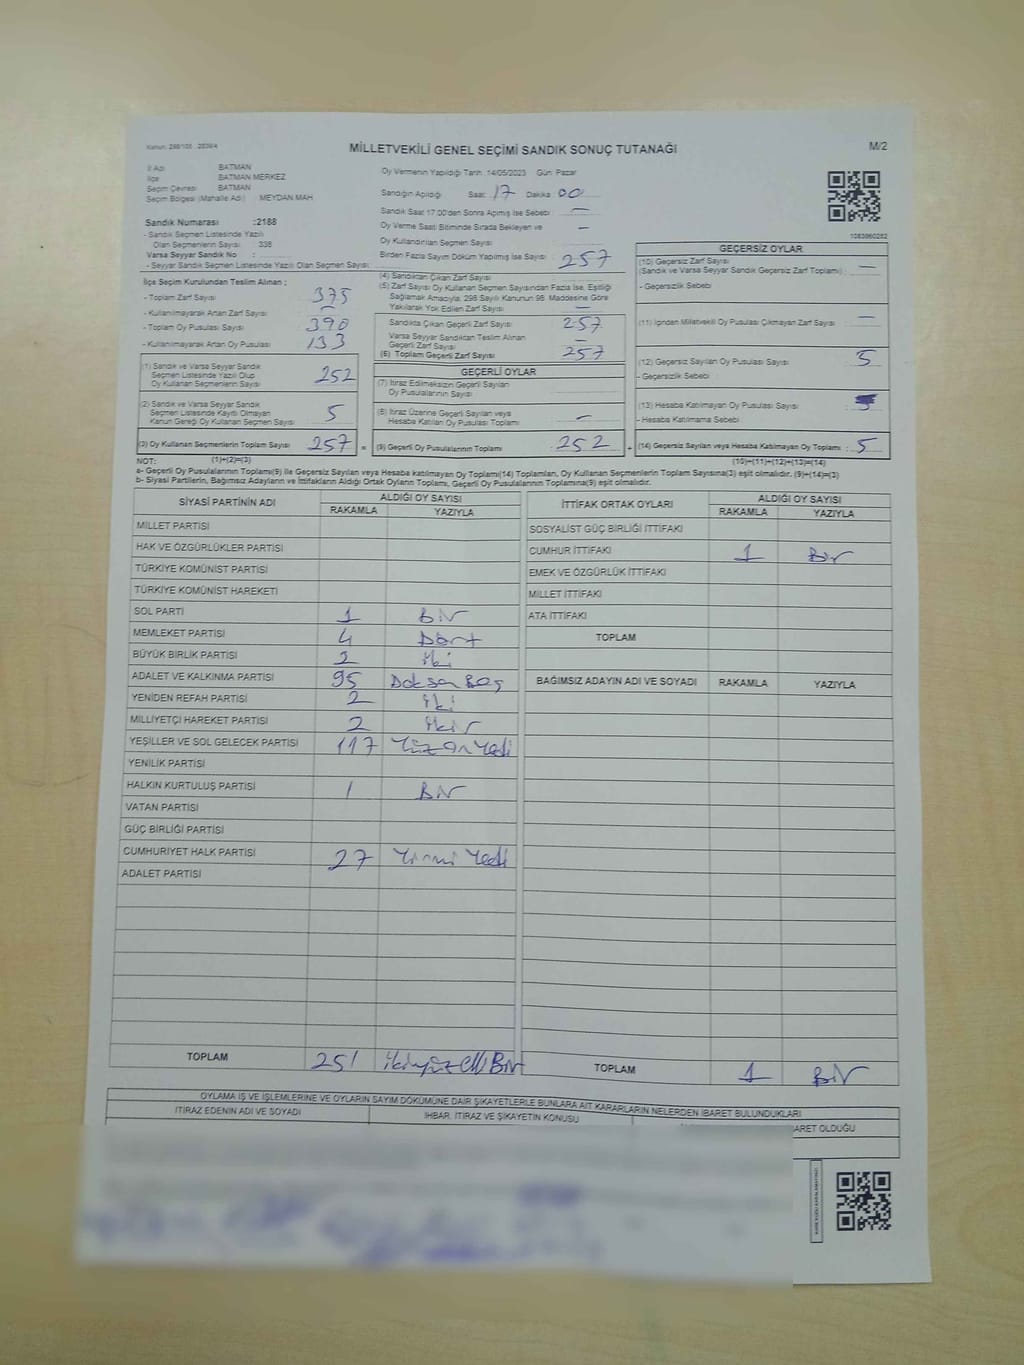 MİLLETVEKİLİ GENEL SEÇİMİ SANDIK SONUÇ TUTANAĞI
M/2
İl Adı BATMAN
İlçe BATMAN MERKEZ
Seçim Çevresi BATMAN
Seçim Bölgesi (Mahalle Adı) MEYDAN MAH
Sandık Numarası :2188
- Sandık Seçmen Listesinde Yazılı
Olan Seçmenlerin Sayısı 338
Varsa Seyyar Sandık No :
- Seyyar Sandık Seçmen Listesinde Yazılı Olan Seçmen Sayısı:
Oy Vermenin Yapıldığı Tarih :14/05/2023 Gün :Pazar
Sandığın Açıldığı Saat: 17 Dakika 00
Sandık Saat 17.00'den Sonra Açılmış İse Sebebi: —
Oy Verme Saati Bitiminde Sırada Bekleyen ve —
Oy Kullandırılan Seçmen Sayısı
Birden Fazla Sayım Döküm Yapılmış İse Sayısı:
(4) Sandıktan Çıkan Zarf Sayısı 257
(5) Zarf Sayısı Oy Kullanan Seçmen Sayısından Fazla İse, Eşitliği
Sağlamak Amacıyla, 298 Sayılı Kanunun 98. Maddesine Göre
Yakılarak Yok Edilen Zarf Sayısı —
1083960282
İlçe Seçim Kurulundan Teslim Alınan ;
- Toplam Zarf Sayısı 375
- Kullanılmayarak Artan Zarf Sayısı: —
- Toplam Oy Pusulası Sayısı 390
- Kullanılmayarak Artan Oy Pusulası 133
(1) Sandık ve Varsa Seyyar Sandık
Seçmen Listesinde Yazılı Olup
Oy Kullanan Seçmenlerin Sayısı 252
(2) Sandık ve Varsa Seyyar Sandık
Seçmen Listesinde Kayıtlı Olmayan
Kanun Gereği Oy Kullanan Seçmen Sayısı 5
(3) Oy Kullanan Seçmenlerin Toplam Sayısı 257 =
Sandıkta Çıkan Geçerli Zarf Sayısı 257
Varsa Seyyar Sandıktan Teslim Alınan
Geçerli Zarf Sayısı —
(6) Toplam Geçerli Zarf Sayısı 257
GEÇERLİ OYLAR
(7) İtiraz Edilmeksizin Geçerli Sayılan
Oy Pusulalarının Sayısı
(8) İtiraz Üzerine Geçerli Sayılan veya
Hesaba Katılan Oy Pusulası Toplamı —
(9) Geçerli Oy Pusulalarının Toplamı 252 +
GEÇERSİZ OYLAR
(10) Geçersiz Zarf Sayısı
(Sandık ve Varsa Seyyar Sandık Geçersiz Zarf Toplamı) —
- Geçersizlik Sebebi
(11) İçinden Milletvekili Oy Pusulası Çıkmayan Zarf Sayısı —
(12) Geçersiz Sayılan Oy Pusulası Sayısı 5
- Geçersizlik Sebebi
(13) Hesaba Katılmayan Oy Pusulası Sayısı
- Hesaba Katılmama Sebebi
(14) Geçersiz Sayılan veya Hesaba Katılmayan Oy Toplamı : 5
NOT: (1)+(2)=(3)
(10)+(11)+(12)+(13)=(14)
a- Geçerli Oy Pusulalarının Toplamı(9) ile Geçersiz Sayılan veya Hesaba katılmayan Oy Toplamı(14) Toplamları, Oy Kullanan Seçmenlerin Toplam Sayısına(3) eşit olmalıdır. (9)+(14)=(3)
b- Siyasi Partilerin, Bağımsız Adayların ve İttifakların Aldığı Ortak Oyların Toplamı, Geçerli Oy Pusulalarının Toplamına(9) eşit olmalıdır.
SİYASİ PARTİNİN ADI ALDIĞI OY SAYISI
RAKAMLA YAZIYLA
MİLLET PARTİSİ
HAK VE ÖZGÜRLÜKLER PARTİSİ
TÜRKİYE KOMÜNİST PARTİSİ
TÜRKİYE KOMÜNİST HAREKETİ
SOL PARTİ 1 Bir
MEMLEKET PARTİSİ 4 Dört
BÜYÜK BİRLİK PARTİSİ 2 İki
ADALET VE KALKINMA PARTİSİ 95 Doksan Beş
YENİDEN REFAH PARTİSİ 2 İki
MİLLİYETÇİ HAREKET PARTİSİ 2 İki
YEŞİLLER VE SOL GELECEK PARTİSİ 117 Yüz On Yedi
YENİLİK PARTİSİ
HALKIN KURTULUŞ PARTİSİ 1 Bir
VATAN PARTİSİ
GÜÇ BİRLİĞİ PARTİSİ
CUMHURİYET HALK PARTİSİ 27 Yirmi Yedi
ADALET PARTİSİ
TOPLAM 251 İkiyüz elli Bir
İTTİFAK ORTAK OYLARI ALDIĞI OY SAYISI
RAKAMLA YAZIYLA
SOSYALİST GÜÇ BİRLİĞİ İTTİFAKI
CUMHUR İTTİFAKI 1 Bir
EMEK VE ÖZGÜRLÜK İTTİFAKI
MİLLET İTTİFAKI
ATA İTTİFAKI
TOPLAM
BAĞIMSIZ ADAYIN ADI VE SOYADI RAKAMLA YAZIYLA
TOPLAM 1 Bir
OYLAMA İŞ VE İŞLEMLERİNE VE OYLARIN SAYIM DÖKÜMÜNE DAİR ŞİKAYETLERLE BUNLARA AİT KARARLARIN NELERDEN İBARET BULUNDUKLARI
İTİRAZ EDENİN ADI VE SOYADI İHBAR, İTİRAZ VE ŞİKAYETİN KONUSU
ARET OLDUĞU